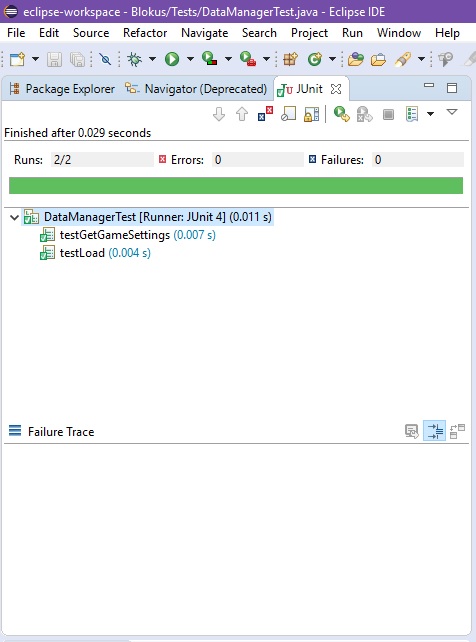 eclipse-workspace - Blokus/Tests/DataManagerTest.java - Eclipse IDE
File Edit Source Refactor Navigate Search Project Run Window Help
Package Explorer Navigator (Deprecated) JUnit
Finished after 0.029 seconds
Runs: 2/2 Errors: 0 Failures: 0
DataManagerTest [Runner: JUnit 4] (0.011 s)
testGetGameSettings (0.007 s)
testLoad (0.004 s)
Failure Trace